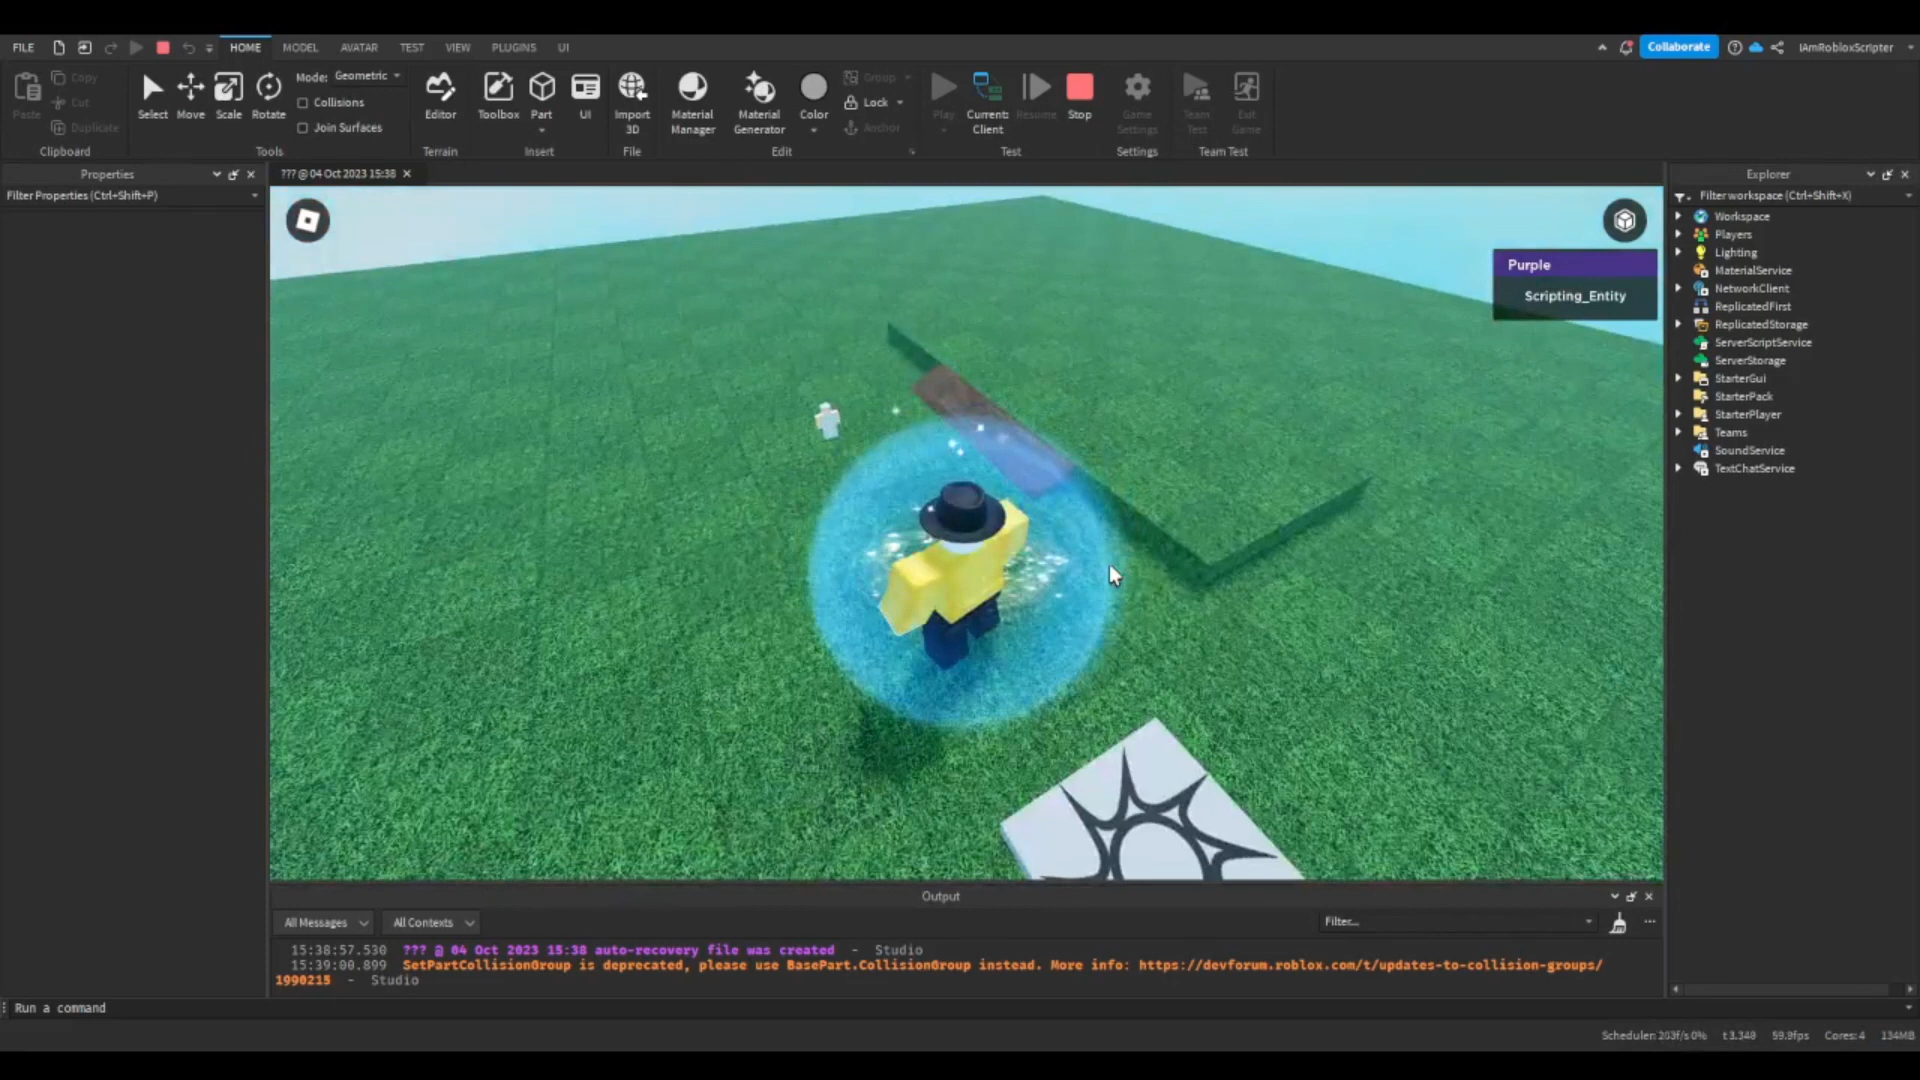 FILE HOME MODEL AVATAR TEST VIEW PLUGINS UI Collaborate IAmRobloxScripter
Paste Copy Cut Duplicate
Clipboard
Select Move Scale Rotate
Mode: Geometric
Collisions
Join Surfaces
Tools
Editor
Terrain
Toolbox Part UI
Insert
Import 3D
File
Material Manager
Material Generator
Color
Group
Lock
Anchor
Edit
Play
Current: Client
Resume
Stop
Test
Game Settings
Settings
Team Test
Exit Game
Team Test
Properties
Filter Properties (Ctrl+Shift+P)
??? @ 04 Oct 2023 15:38
Purple
Scripting_Entity
Explorer
Filter workspace (Ctrl+Shift+X)
Workspace
Players
Lighting
MaterialService
NetworkClient
ReplicatedFirst
ReplicatedStorage
ServerScriptService
ServerStorage
StarterGui
StarterPack
StarterPlayer
Teams
SoundService
TextChatService
Output
All Messages All Contexts Filter...
15:38:57.530 ??? @ 04 Oct 2023 15:38 auto-recovery file was created - Studio
15:39:00.899 SetPartCollisionGroup is deprecated, please use BasePart.CollisionGroup instead. More info: https://devforum.roblox.com/t/updates-to-collision-groups/
1990215 - Studio
Run a command
Scheduler: 203f/s 0% t 3.348 59.9fps Cores: 4 134MB